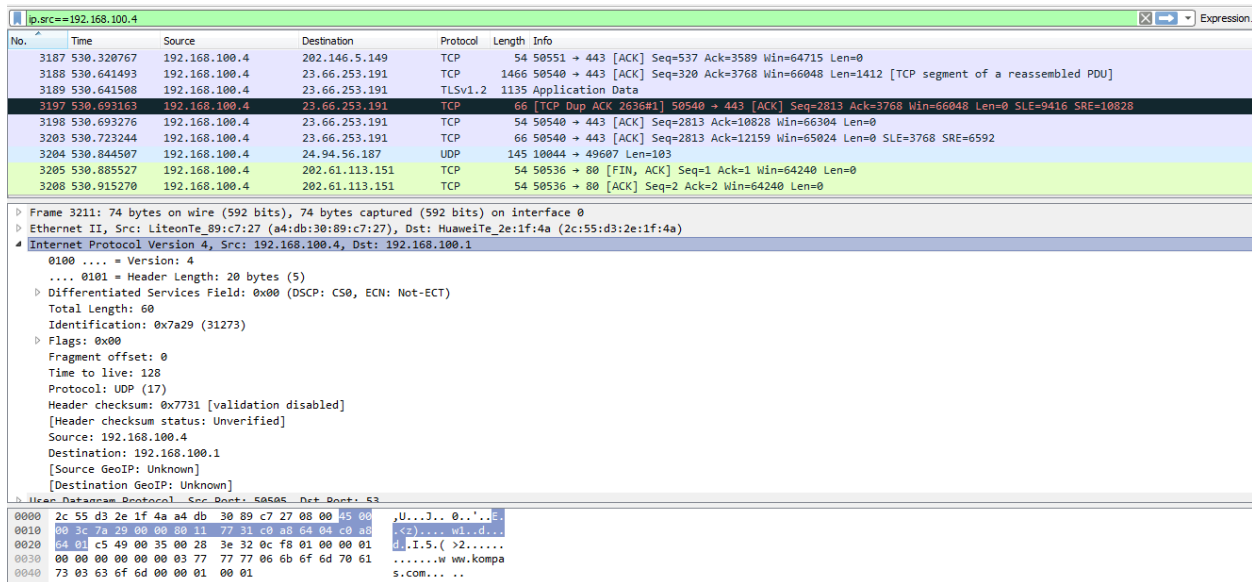 ip.src==192.168.100.4 Expression
No. Time Source Destination Protocol Length Info
3187 530.320767 192.168.100.4 202.146.5.149 TCP 54 50551 → 443 [ACK] Seq=537 Ack=3589 Win=64715 Len=0
3188 530.641493 192.168.100.4 23.66.253.191 TCP 1466 50540 → 443 [ACK] Seq=320 Ack=3768 Win=66048 Len=1412 [TCP segment of a reassembled PDU]
3189 530.641508 192.168.100.4 23.66.253.191 TLSv1.2 1135 Application Data
3197 530.693163 192.168.100.4 23.66.253.191 TCP 66 [TCP Dup ACK 2636#1] 50540 → 443 [ACK] Seq=2813 Ack=3768 Win=66048 Len=0 SLE=9416 SRE=10828
3198 530.693276 192.168.100.4 23.66.253.191 TCP 54 50540 → 443 [ACK] Seq=2813 Ack=10828 Win=66304 Len=0
3203 530.723244 192.168.100.4 23.66.253.191 TCP 66 50540 → 443 [ACK] Seq=2813 Ack=12159 Win=65024 Len=0 SLE=3768 SRE=6592
3204 530.844507 192.168.100.4 24.94.56.187 UDP 145 10044 → 49607 Len=103
3205 530.885527 192.168.100.4 202.61.113.151 TCP 54 50536 → 80 [FIN, ACK] Seq=1 Ack=1 Win=64240 Len=0
3208 530.915270 192.168.100.4 202.61.113.151 TCP 54 50536 → 80 [ACK] Seq=2 Ack=2 Win=64240 Len=0
Frame 3211: 74 bytes on wire (592 bits), 74 bytes captured (592 bits) on interface 0
Ethernet II, Src: LiteonTe_89:c7:27 (a4:db:30:89:c7:27), Dst: HuaweiTe_2e:1f:4a (2c:55:d3:2e:1f:4a)
Internet Protocol Version 4, Src: 192.168.100.4, Dst: 192.168.100.1
0100 .... = Version: 4
.... 0101 = Header Length: 20 bytes (5)
Differentiated Services Field: 0x00 (DSCP: CS0, ECN: Not-ECT)
Total Length: 60
Identification: 0x7a29 (31273)
Flags: 0x00
Fragment offset: 0
Time to live: 128
Protocol: UDP (17)
Header checksum: 0x7731 [validation disabled]
[Header checksum status: Unverified]
Source: 192.168.100.4
Destination: 192.168.100.1
[Source GeoIP: Unknown]
[Destination GeoIP: Unknown]
User Datagram Protocol, Src Port: 50505, Dst Port: 53
0000 2c 55 d3 2e 1f 4a a4 db 30 89 c7 27 08 00 45 00 ,U...J.. 0..'..E.
0010 00 3c 7a 29 00 00 80 11 77 31 c0 a8 64 04 c0 a8 .<z).... w1..d...
0020 64 01 c5 49 00 35 00 28 3e 32 0c f8 01 00 00 01 d..I.5.( >2......
0030 00 00 00 00 00 00 03 77 77 77 06 6b 6f 6d 70 61 .......w ww.kompa
0040 73 03 63 6f 6d 00 00 01 00 01 s.com... ..